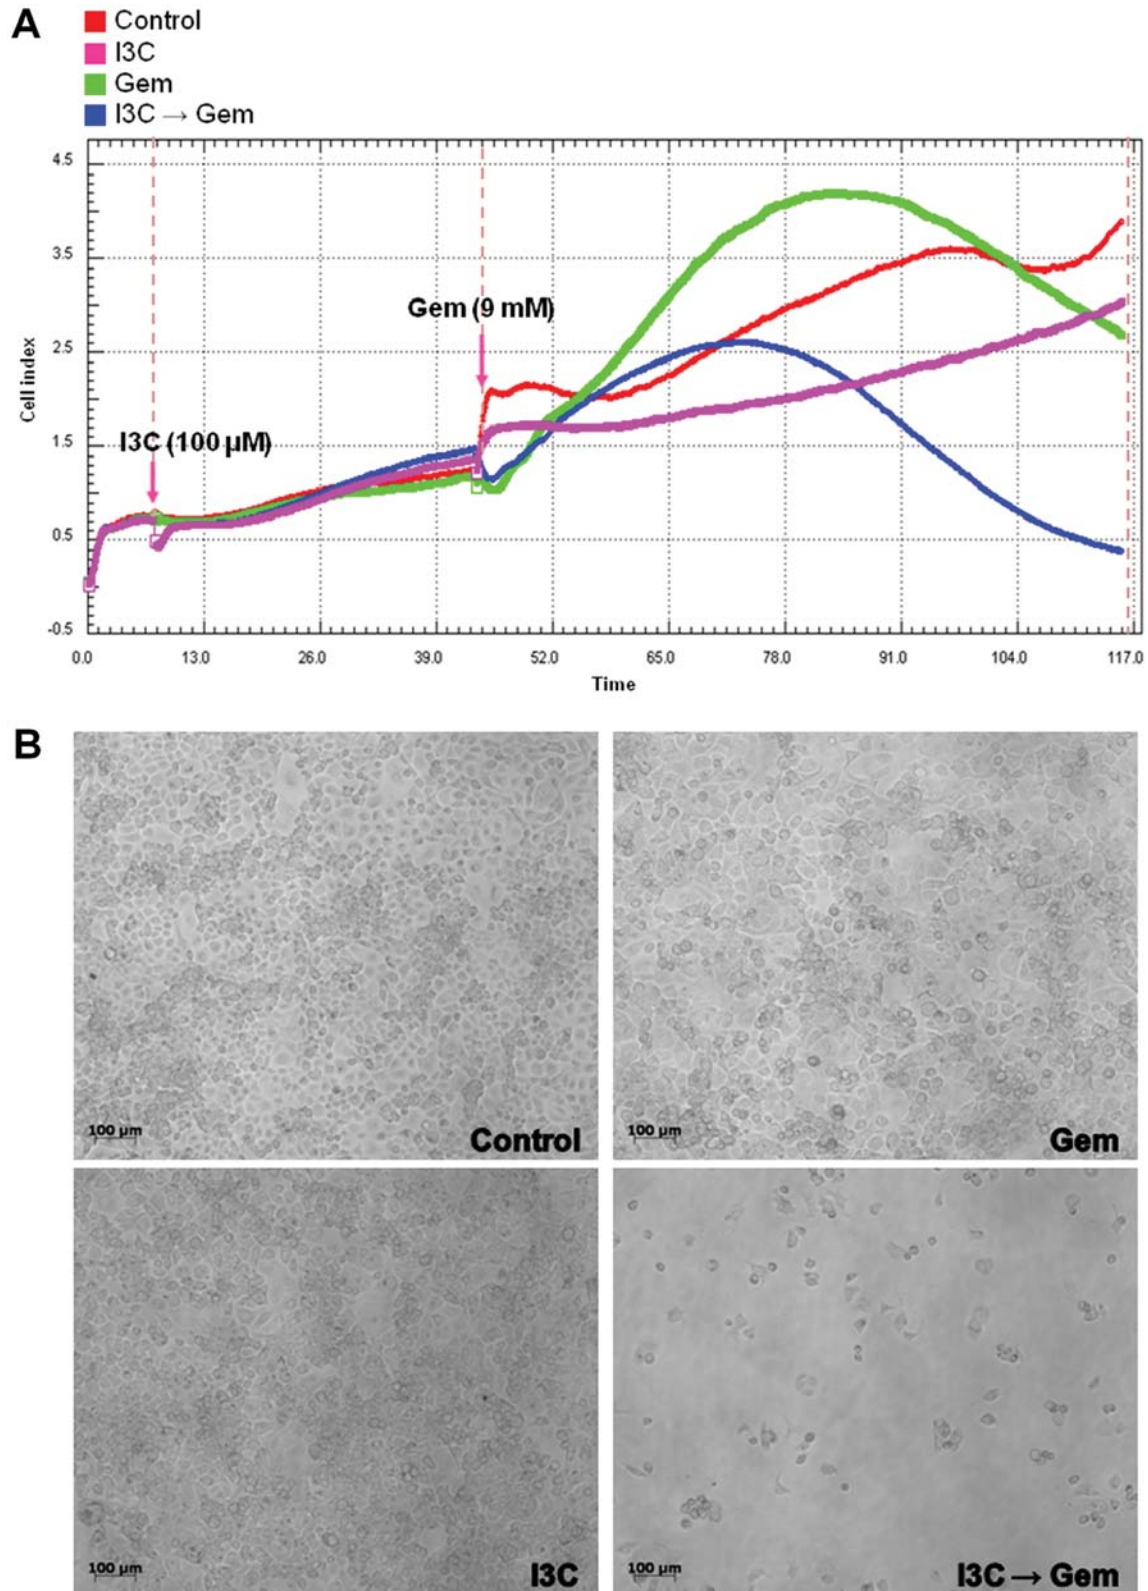 A
Control
I3C
Gem
I3C → Gem
4.5
3.5
2.5
1.5
0.5
-0.5
Cell index
Gem (9 mM)
I3C (100 µM)
0.0 13.0 26.0 39.0 52.0 65.0 78.0 91.0 104.0 117.0
Time
B
100 µm
Control
100 µm
Gem
100 µm
I3C
100 µm
I3C → Gem